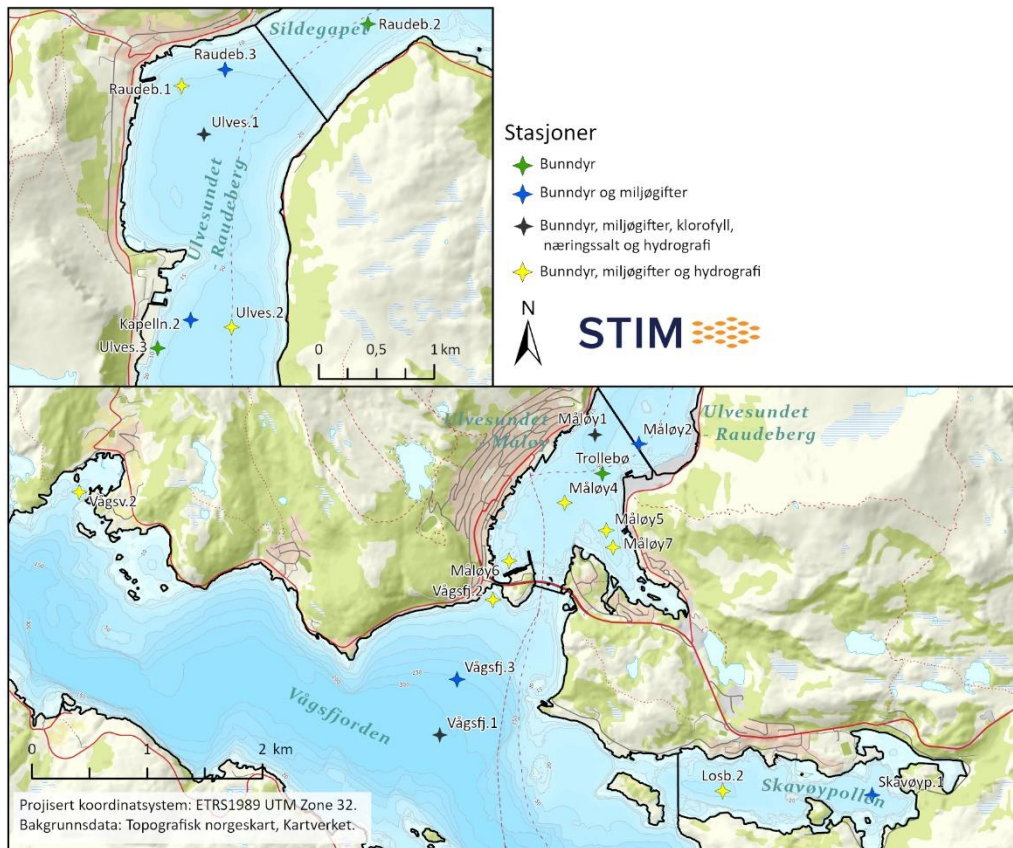 Sildegapet
Raudeb.2
Raudeb.3
Raudeb.1
Ulves.1
Ulvesundet
- Raudeberg
Kapelln.2
Ulves.2
Ulves.3
0 0,5 1 km
Stasjoner
Bunndyr
Bunndyr og miljøgifter
Bunndyr, miljøgifter, klorofyll,
næringssalt og hydrografi
Bunndyr, miljøgifter og hydrografi
N
STIM
Ulvesundet
- Måløy
Måløy1
Måløy2
Ulvesundet
- Raudeberg
Trollebø
Måløy4
Vågsv.2
Måløy5
Måløy7
Måløy6
Vågsfj.2
Vågsfj.3
Vågsfjorden
Vågsfj.1
0 1 2 km
Losb.2
Skavøyp.1
Skavøypollen
Projisert koordinatsystem: ETRS1989 UTM Zone 32.
Bakgrunnsdata: Topografisk norgeskart, Kartverket.